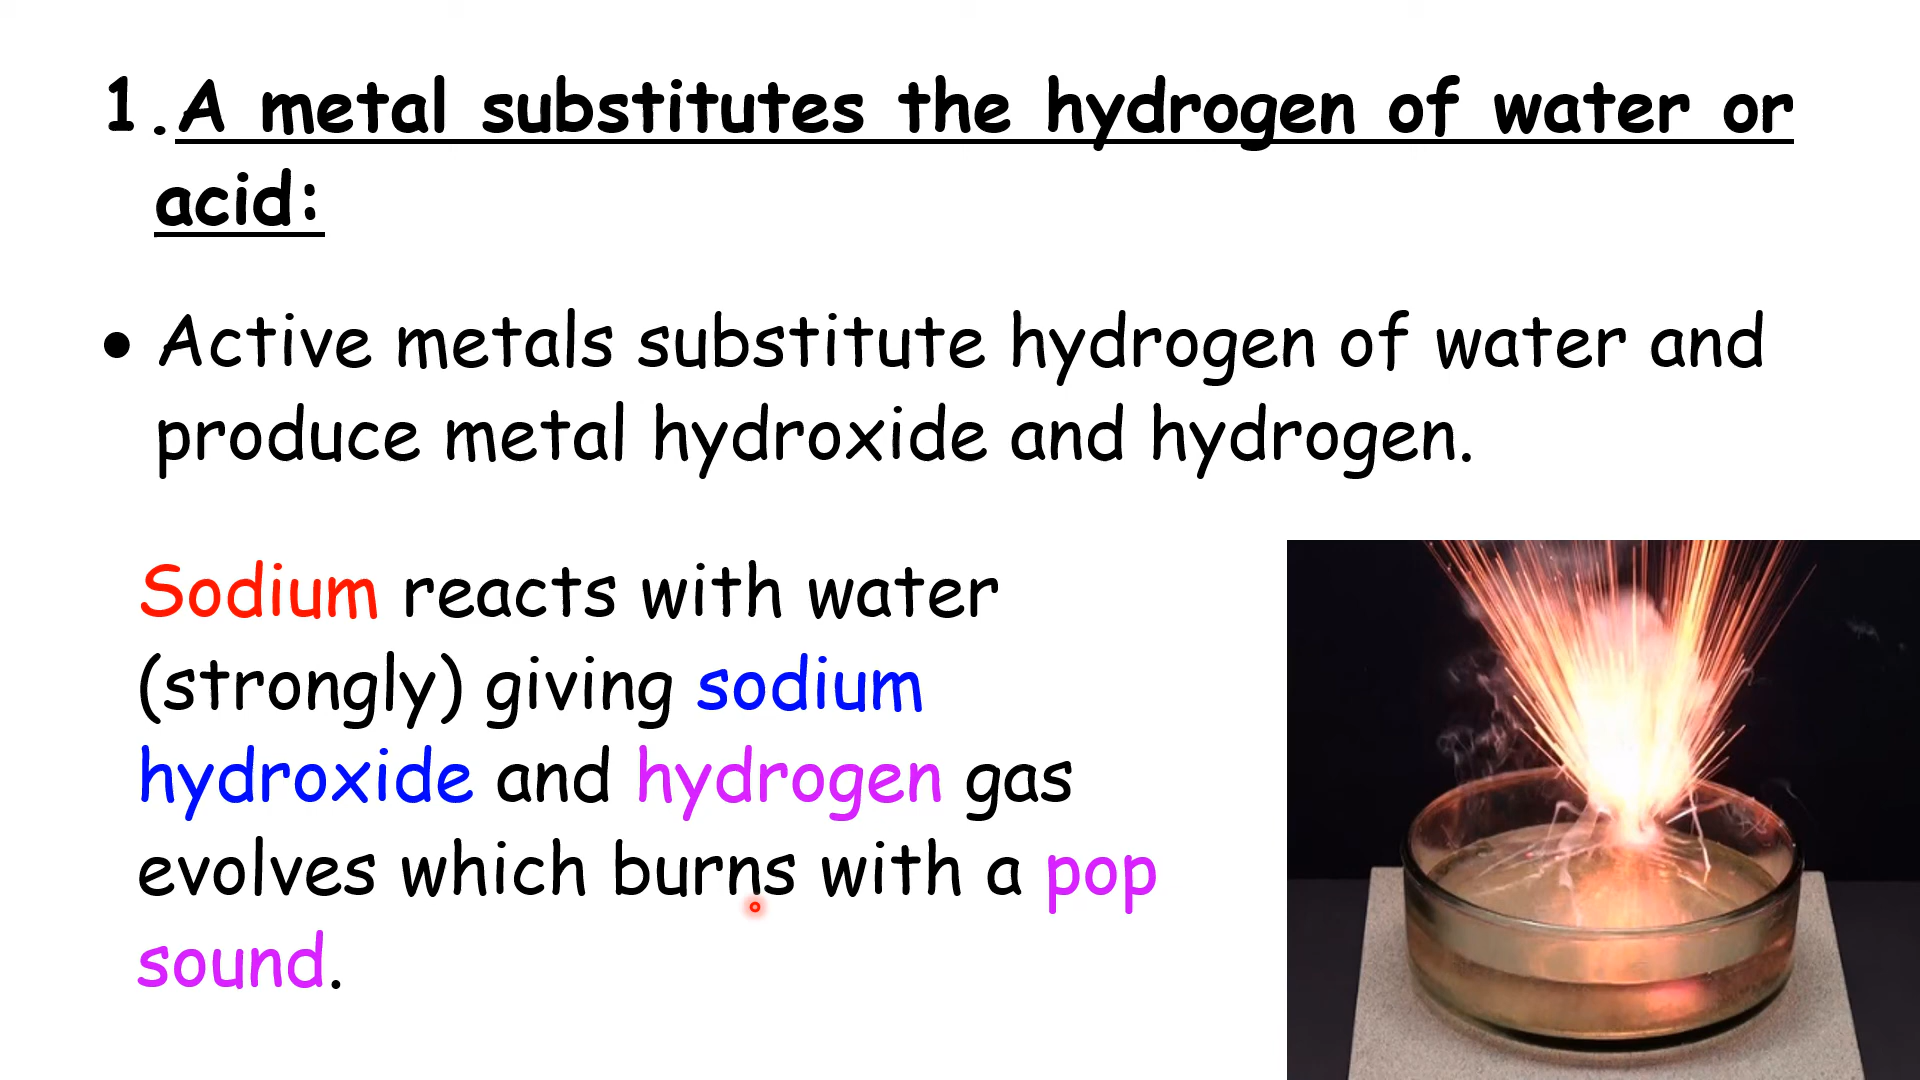 1. A metal substitutes the hydrogen of water or
acid:
• Active metals substitute hydrogen of water and
produce metal hydroxide and hydrogen.
Sodium reacts with water
(strongly) giving sodium
hydroxide and hydrogen gas
evolves which burns with a pop
sound.